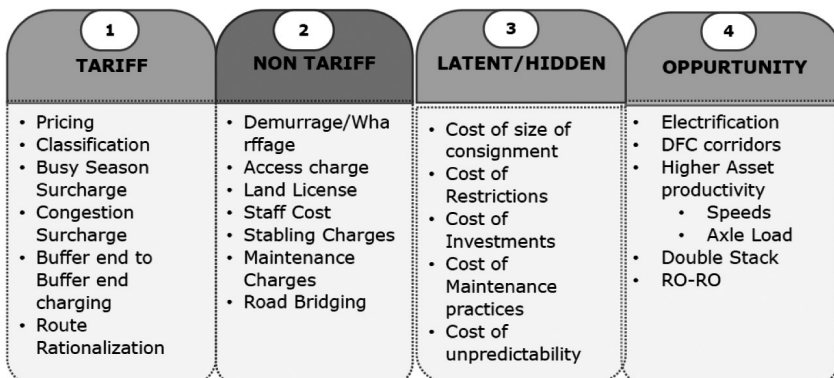 1
TARIFF
• Pricing
• Classification
• Busy Season
Surcharge
• Congestion
Surcharge
• Buffer end to
Buffer end
charging
• Route
Rationalization
2
NON TARIFF
• Demurrage/Wha
rffage
• Access charge
• Land License
• Staff Cost
• Stabling Charges
• Maintenance
Charges
• Road Bridging
3
LATENT/HIDDEN
• Cost of size of
consignment
• Cost of
Restrictions
• Cost of
Investments
• Cost of
Maintenance
practices
• Cost of
unpredictability
4
OPPURTUNITY
• Electrification
• DFC corridors
• Higher Asset
productivity
• Speeds
• Axle Load
• Double Stack
• RO-RO